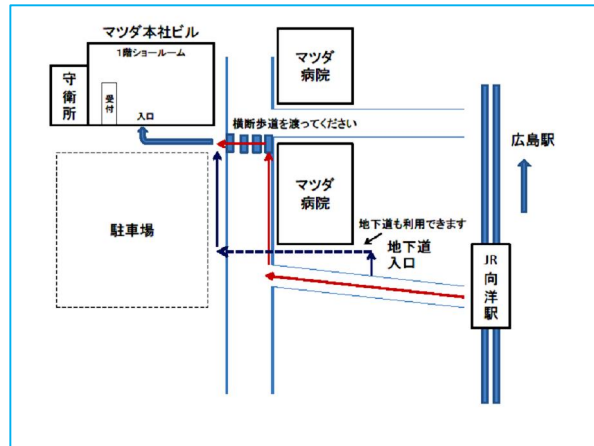 マツダ本社ビル
1階ショールーム
守衛所
受付
入口
マツダ
病院
横断歩道を渡ってください
広島駅
駐車場
マツダ
病院
地下道も利用できます
地下道
入口
JR
向洋駅